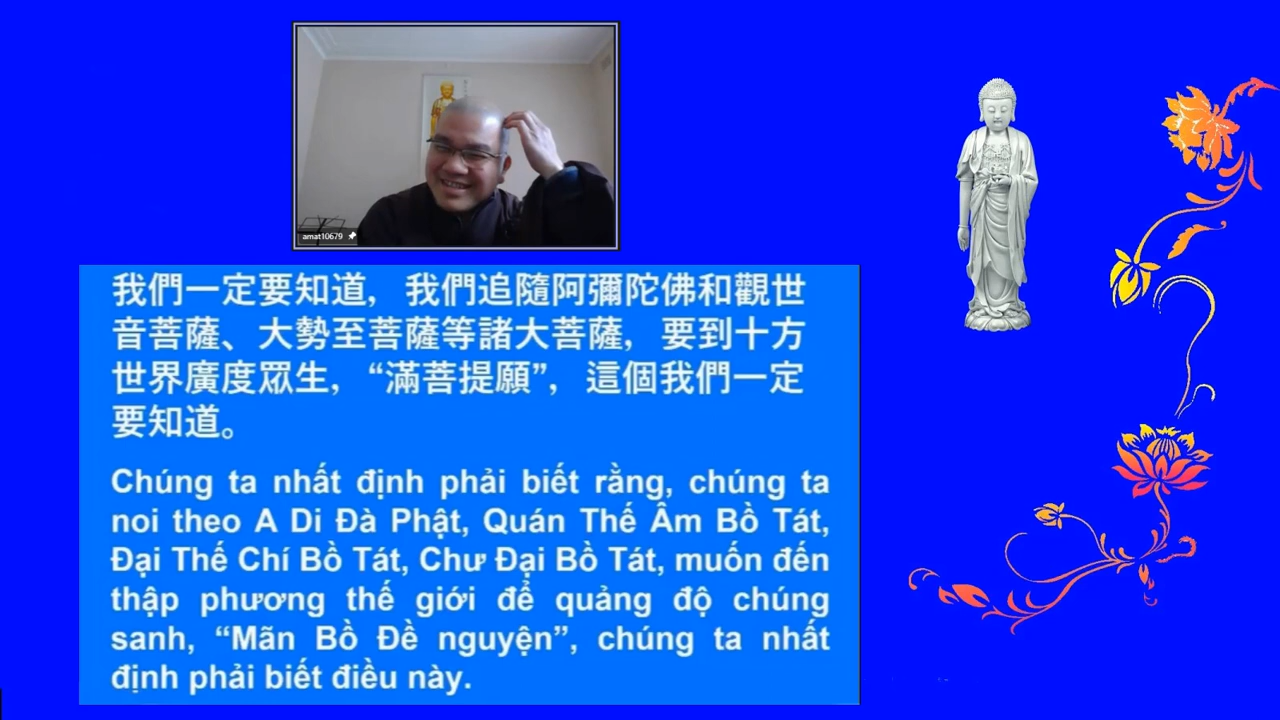 amat10679
我們一定要知道，我們追隨阿彌陀佛和觀世
音菩薩、大勢至菩薩等諸大菩薩，要到十方
世界廣度眾生，“滿菩提願”，這個我們一定
要知道。
Chúng ta nhất định phải biết rằng, chúng ta
noi theo A Di Đà Phật, Quán Thế Âm Bồ Tát,
Đại Thế Chí Bồ Tát, Chư Đại Bồ Tát, muốn đến
thập phương thế giới để quảng độ chúng
sanh, “Mãn Bồ Đề nguyện”, chúng ta nhất
định phải biết điều này.